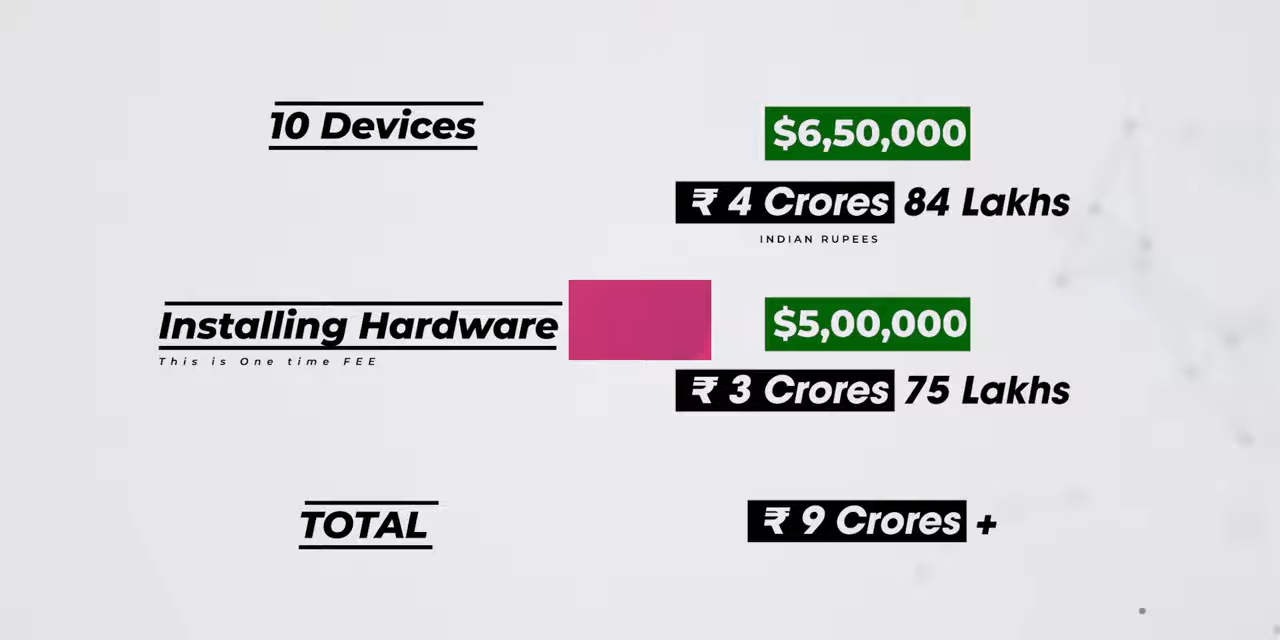 10 Devices
$6,50,000
₹ 4 Crores 84 Lakhs
INDIAN RUPEES
Installing Hardware
This is One time FEE
$5,00,000
₹ 3 Crores 75 Lakhs
TOTAL
₹ 9 Crores +